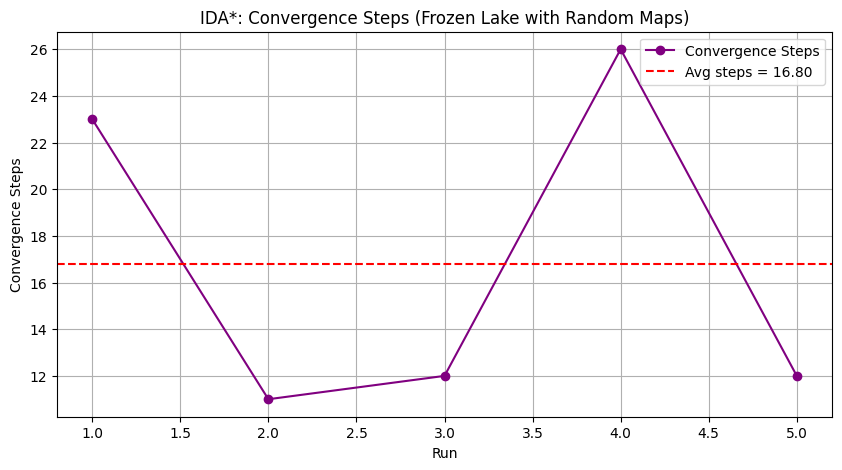 IDA*: Convergence Steps (Frozen Lake with Random Maps)
Convergence Steps
Avg steps = 16.80
Convergence Steps
26
24
22
20
18
16
14
12
1.0 1.5 2.0 2.5 3.0 3.5 4.0 4.5 5.0
Run